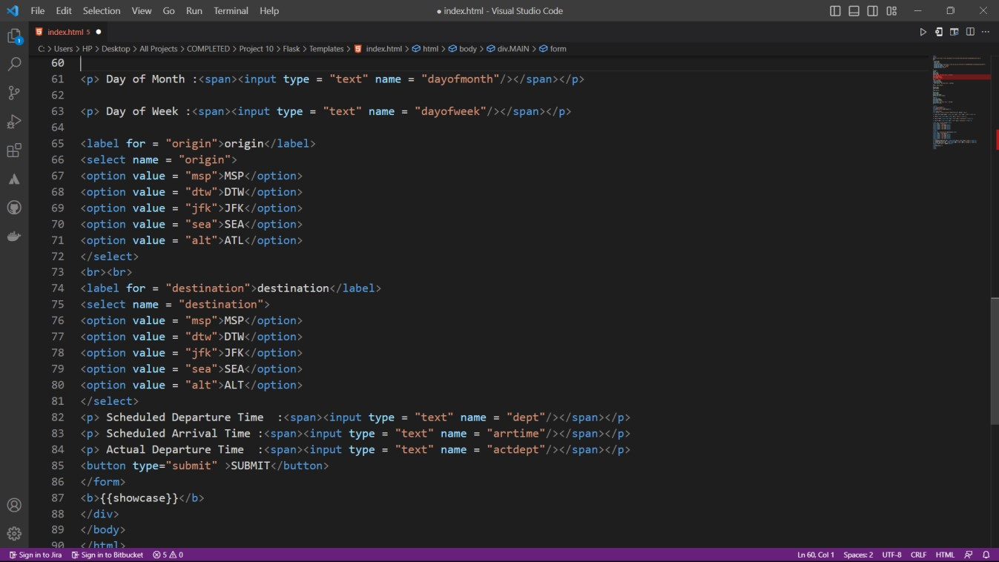 File Edit Selection View Go Run Terminal Help ● index.html - Visual Studio Code
index.html 5 ●
C: > Users > HP > Desktop > All Projects > COMPLETED > Project 10 > Flask > Templates > index.html > html > body > div.MAIN > form
60
61 <p> Day of Month :<span><input type = "text" name = "dayofmonth"/></span></p>
62
63 <p> Day of Week :<span><input type = "text" name = "dayofweek"/></span></p>
64
65 <label for = "origin">origin</label>
66 <select name = "origin">
67 <option value = "msp">MSP</option>
68 <option value = "dtw">DTW</option>
69 <option value = "jfk">JFK</option>
70 <option value = "sea">SEA</option>
71 <option value = "alt">ATL</option>
72 </select>
73 <br><br>
74 <label for = "destination">destination</label>
75 <select name = "destination">
76 <option value = "msp">MSP</option>
77 <option value = "dtw">DTW</option>
78 <option value = "jfk">JFK</option>
79 <option value = "sea">SEA</option>
80 <option value = "alt">ALT</option>
81 </select>
82 <p> Scheduled Departure Time  :<span><input type = "text" name = "dept"/></span></p>
83 <p> Scheduled Arrival Time :<span><input type = "text" name = "arrtime"/></span></p>
84 <p> Actual Departure Time  :<span><input type = "text" name = "actdept"/></span></p>
85 <button type="submit" >SUBMIT</button>
86 </form>
87 <b>{{showcase}}</b>
88 </div>
89 </body>
90 </html>
1
Sign in to Jira Sign in to Bitbucket 5 0 Ln 60, Col 1 Spaces: 2 UTF-8 CRLF HTML